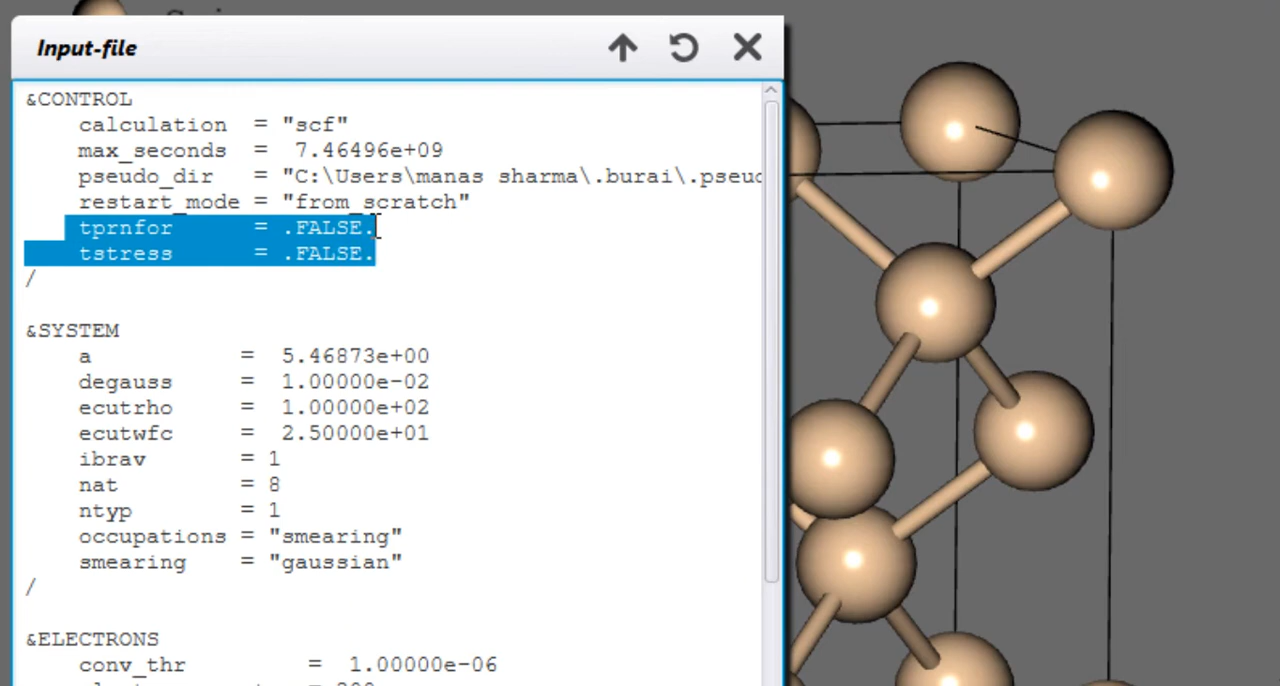 Input-file
&CONTROL
calculation = "scf"
max_seconds = 7.46496e+09
pseudo_dir = "C:\Users\manas sharma\.burai\.pseud
restart_mode = "from_scratch"
tprnfor = .FALSE.
tstress = .FALSE.
/
&SYSTEM
a = 5.46873e+00
degauss = 1.00000e-02
ecutrho = 1.00000e+02
ecutwfc = 2.50000e+01
ibrav = 1
nat = 8
ntyp = 1
occupations = "smearing"
smearing = "gaussian"
/
&ELECTRONS
conv_thr = 1.00000e-06